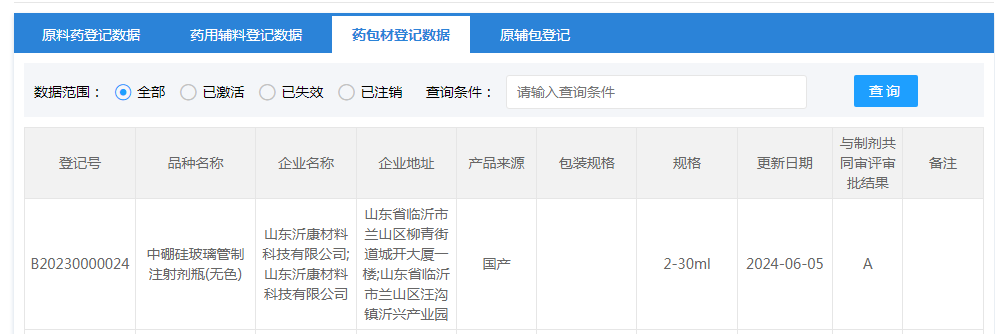 原料药登记数据 药用辅料登记数据 药包材登记数据 原辅包登记
数据范围： 全部 已激活 已失效 已注销 查询条件： 请输入查询条件 查 询
登记号 品种名称 企业名称 企业地址 产品来源 包装规格 规格 更新日期 与制剂共
同审评审
批结果 备注
B20230000024
中硼硅玻璃管制
注射剂瓶(无色)
山东沂康材料
科技有限公司;
山东沂康材料
科技有限公司
山东省临沂市
兰山区柳青街
道城开大厦一
楼;山东省临沂
市兰山区汪沟
镇沂兴产业园
国产
2-30ml
2024-06-05
A